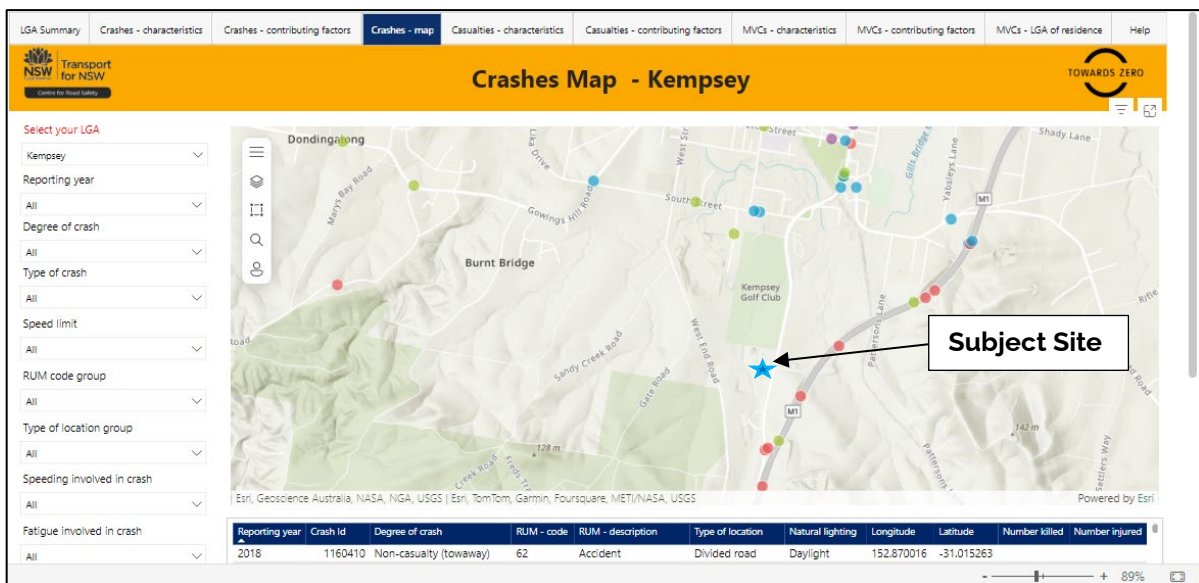 LGA Summary
Crashes - characteristics
Crashes - contributing factors
Crashes - map
Casualties - characteristics
Casualties - contributing factors
MVCs - characteristics
MVCs - contributing factors
MVCs - LGA of residence
Help
NSW
Transport
for NSW
Centre for Road Safety
Crashes Map - Kempsey
TOWARDS ZERO
Select your LGA
Kempsey
Reporting year
All
Degree of crash
All
Type of crash
All
Speed limit
All
RUM code group
All
Type of location group
All
Speeding involved in crash
All
Fatigue involved in crash
All
Dondingalong
Marys Bay Road
Lika Drive
Gowings Hill Road
West St
Street
South Street
Gills Bridge
Yabsleys Lane
Shady Lane
M1
Burnt Bridge
Kempsey
Golf Club
Pattersons Lane
Rifle
Road
Sandy Creek Road
West End Road
Gate Road
Subject Site
M1
128 m
142 m
Creek Road
Settlers Way
Esri, Geoscience Australia, NASA, NGA, USGS | Esri, TomTom, Garmin, Foursquare, METI/NASA, USGS
Powered by Esri
Reporting year Crash Id Degree of crash RUM - code RUM - description Type of location Natural lighting Longitude Latitude Number killed Number injured
2018 1160410 Non-casualty (towaway) 62 Accident Divided road Daylight 152.870016 -31.015263
- + 89%